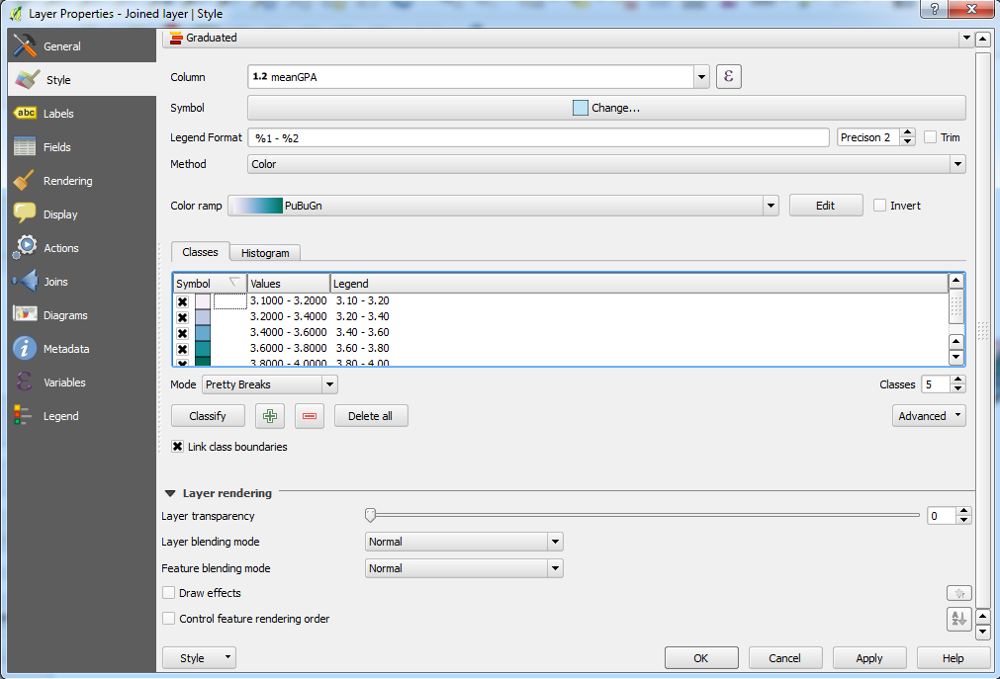 Layer Properties - Joined layer | Style
General
Style
Labels
Fields
Rendering
Display
Actions
Joins
Diagrams
Metadata
Variables
Legend
Graduated
Column 1.2 meanGPA ε
Symbol Change...
Legend Format %1 - %2 Precison 2 Trim
Method Color
Color ramp PuBuGn Edit Invert
Classes Histogram
Symbol Values Legend
3.1000 - 3.2000 3.10 - 3.20
3.2000 - 3.4000 3.20 - 3.40
3.4000 - 3.6000 3.40 - 3.60
3.6000 - 3.8000 3.60 - 3.80
3.8000 - 4.0000 3.80 - 4.00
Mode Pretty Breaks Classes 5
Classify Delete all Advanced
Link class boundaries
Layer rendering
Layer transparency 0
Layer blending mode Normal
Feature blending mode Normal
Draw effects
Control feature rendering order
Style OK Cancel Apply Help